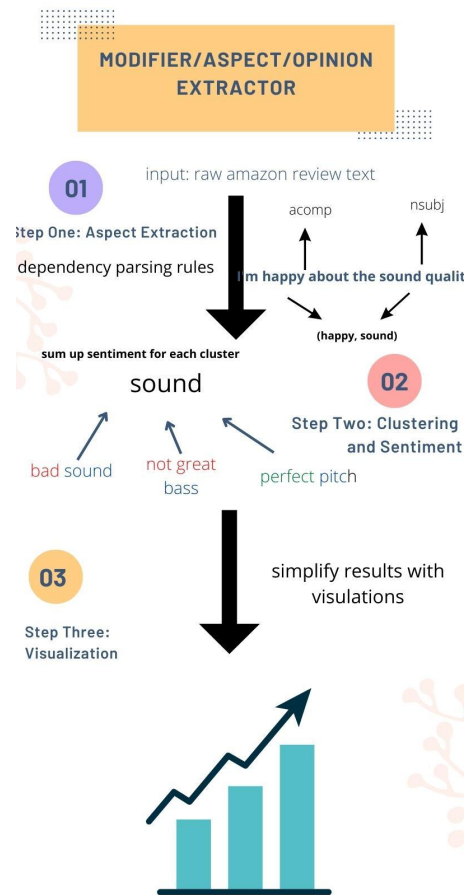 MODIFIER/ASPECT/OPINION
EXTRACTOR
01
input: raw amazon review text
acomp
nsubj
Step One: Aspect Extraction
dependency parsing rules
I'm happy about the sound qualit
(happy, sound)
sum up sentiment for each cluster
sound
02
Step Two: Clustering
and Sentiment
bad sound
not great
bass
perfect pitch
03
simplify results with
visulations
Step Three:
Visualization